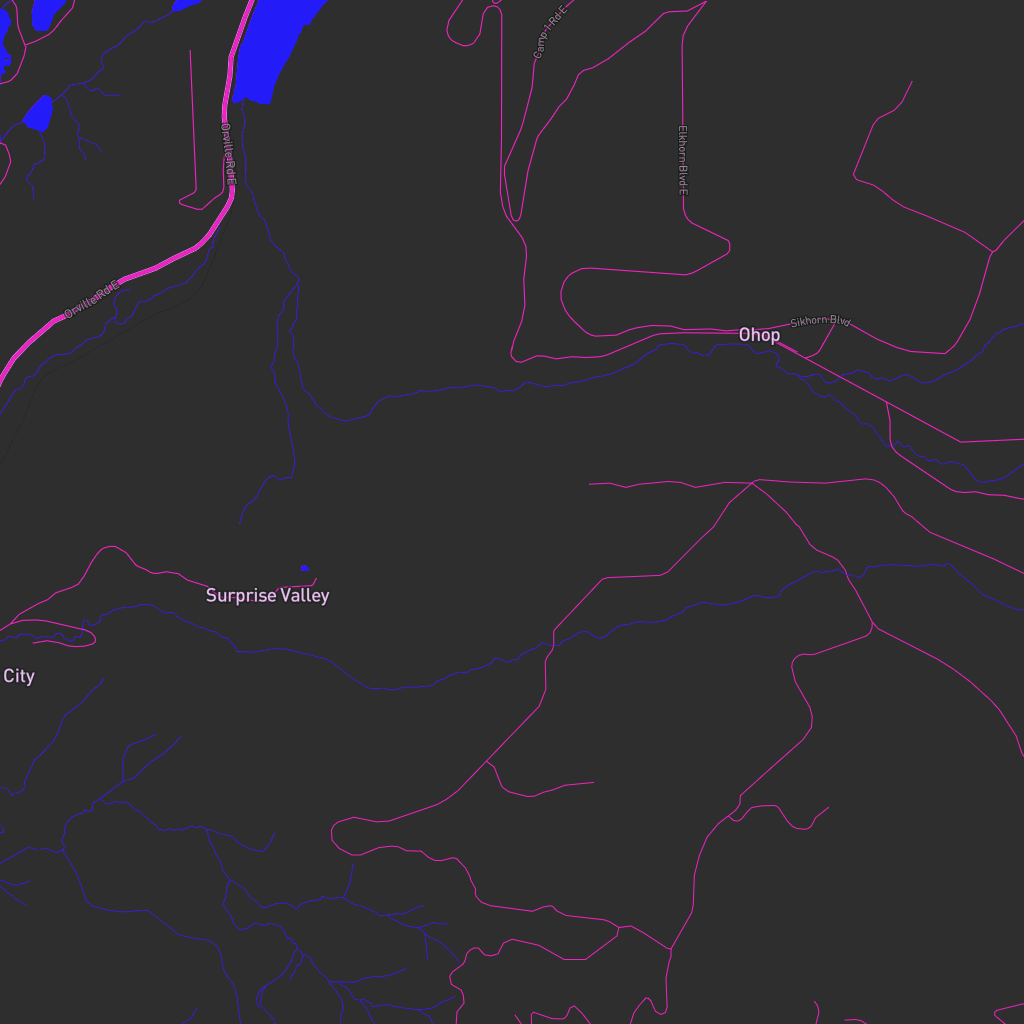 Camp 1 Rd E
Orville Rd E
Elkhorn Blvd E
Orville Rd E
Sikhorn Blvd
Ohop
Surprise Valley
City